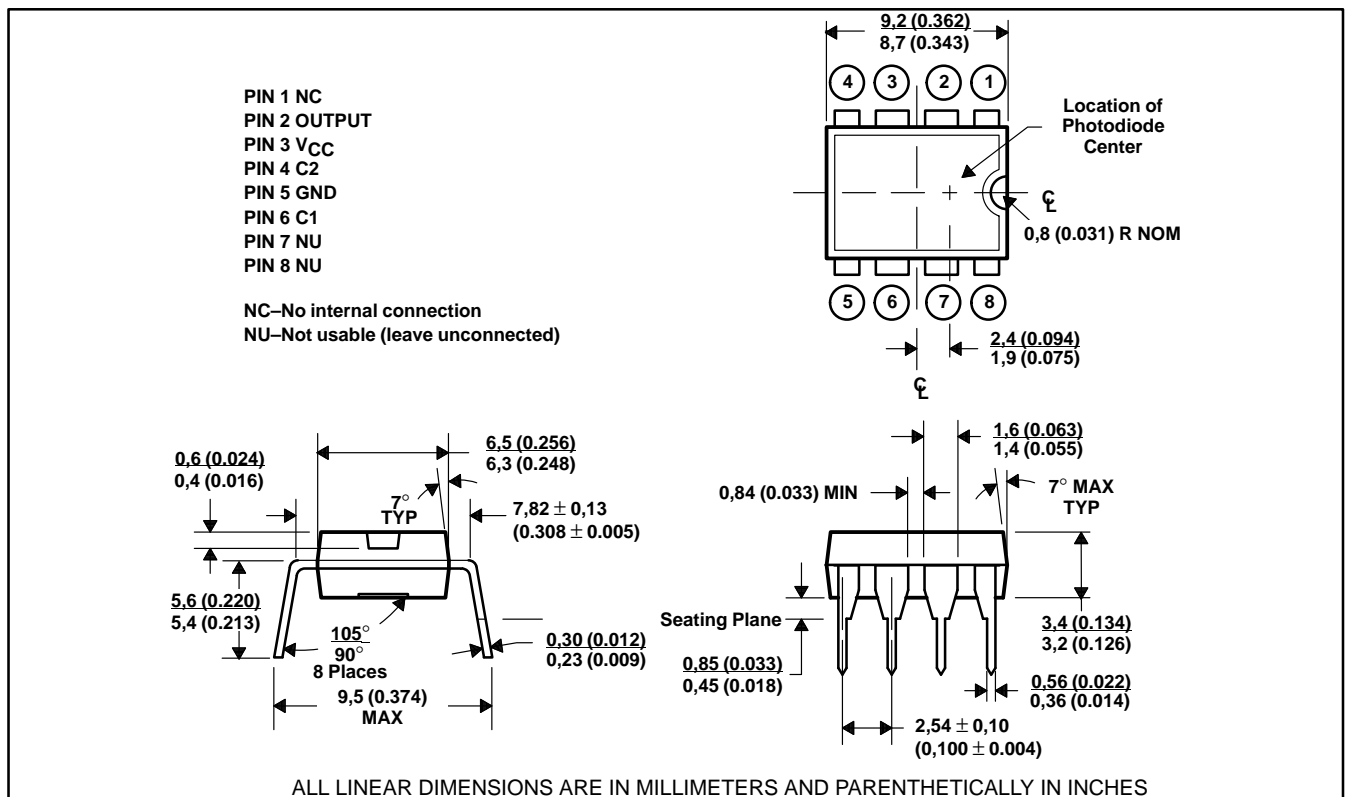 PIN 1 NC
PIN 2 OUTPUT
PIN 3 VCC
PIN 4 C2
PIN 5 GND
PIN 6 C1
PIN 7 NU
PIN 8 NU
NC–No internal connection
NU–Not usable (leave unconnected)
9,2 (0.362)
8,7 (0.343)
4 3 2 1
Location of
Photodiode
Center
℄
0,8 (0.031) R NOM
5 6 7 8
2,4 (0.094)
1,9 (0.075)
℄
0,6 (0.024)
0,4 (0.016)
6,5 (0.256)
6,3 (0.248)
7°
TYP
7,82 ± 0,13
(0.308 ± 0.005)
5,6 (0.220)
5,4 (0.213)
105°
90°
8 Places
0,30 (0.012)
0,23 (0.009)
9,5 (0.374)
MAX
1,6 (0.063)
1,4 (0.055)
0,84 (0.033) MIN
7° MAX
TYP
Seating Plane
0,85 (0.033)
0,45 (0.018)
3,4 (0.134)
3,2 (0.126)
0,56 (0.022)
0,36 (0.014)
2,54 ± 0,10
(0,100 ± 0.004)
ALL LINEAR DIMENSIONS ARE IN MILLIMETERS AND PARENTHETICALLY IN INCHES